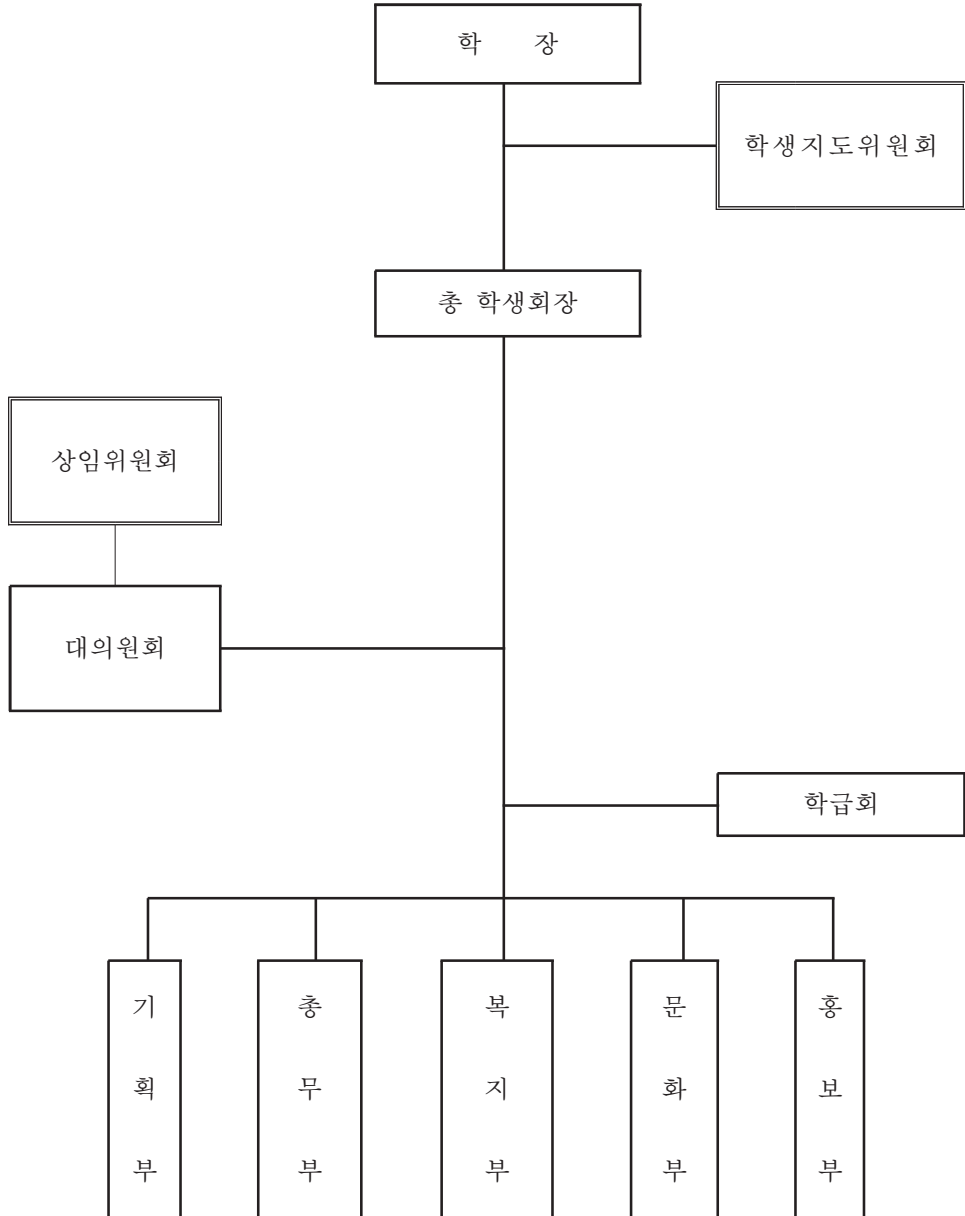 학 장
학생지도위원회
총 학생회장
상임위원회
대의원회
학급회
기획부
총무부
복지부
문화부
홍보부